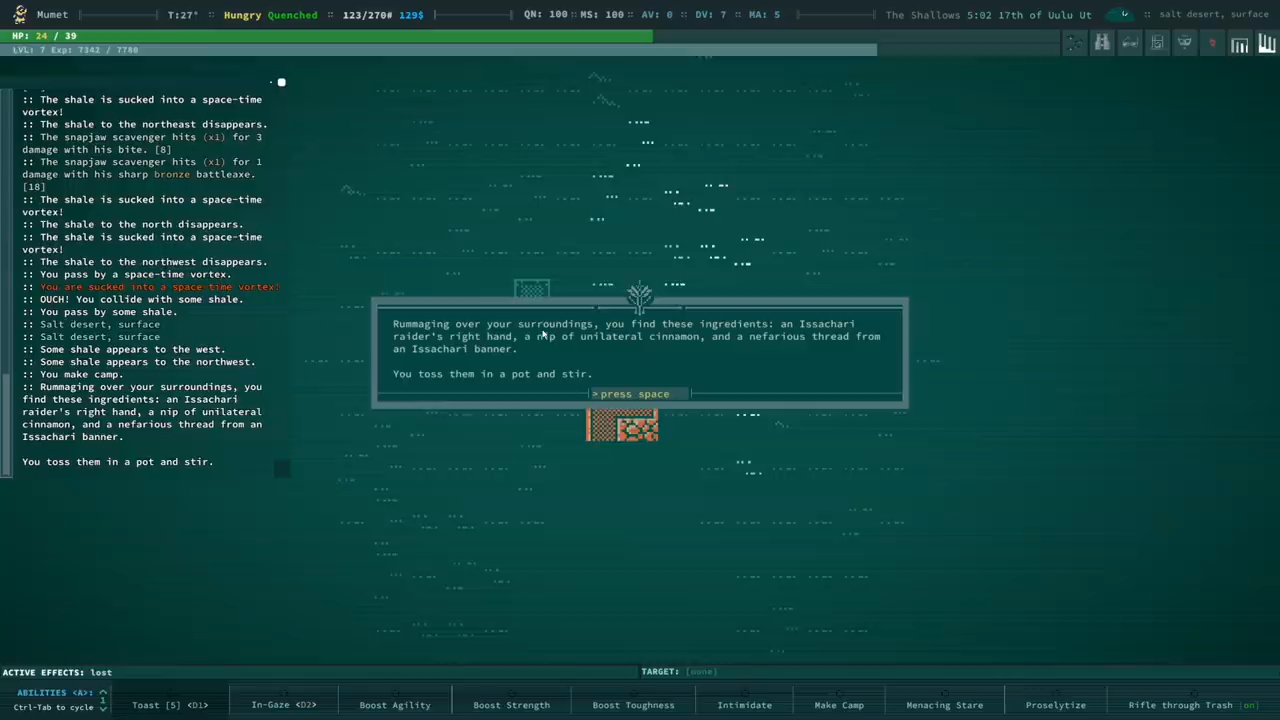 Mumet T:27° Hungry Quenched :: 123/270# 129$ QN: 100 :: MS: 100 :: AV: 0 :: DV: 7 :: MA: 5 The Shallows 5:02 17th of Uulu Ut :: salt desert, surface
HP: 24 / 39
LVL: 7 Exp: 7342 / 7780
:: The shale is sucked into a space-time
vortex!
:: The shale to the northeast disappears.
:: The snapjaw scavenger hits (x1) for 3
damage with his bite. [8]
:: The snapjaw scavenger hits (x1) for 1
damage with his sharp bronze battleaxe.
[18]
:: The shale is sucked into a space-time
vortex!
:: The shale to the north disappears.
:: The shale is sucked into a space-time
vortex!
:: The shale to the northwest disappears.
:: You pass by a space-time vortex.
:: You are sucked into a space-time vortex!
:: OUCH! You collide with some shale.
:: You pass by some shale.
:: Salt desert, surface
:: Salt desert, surface
:: Some shale appears to the west.
:: Some shale appears to the northwest.
:: You make camp.
:: Rummaging over your surroundings, you
find these ingredients: an Issachari
raider's right hand, a nip of unilateral
cinnamon, and a nefarious thread from an
Issachari banner.
You toss them in a pot and stir.
Rummaging over your surroundings, you find these ingredients: an Issachari
raider's right hand, a nip of unilateral cinnamon, and a nefarious thread from
an Issachari banner.
You toss them in a pot and stir.
> press space
ACTIVE EFFECTS: lost
TARGET: [none]
ABILITIES <A>:
Ctrl-Tab to cycle
1
Toast [5] <D1> In-Gaze <D2> Boost Agility Boost Strength Boost Toughness Intimidate Make Camp Menacing Stare Proselytize Rifle through Trash [on]